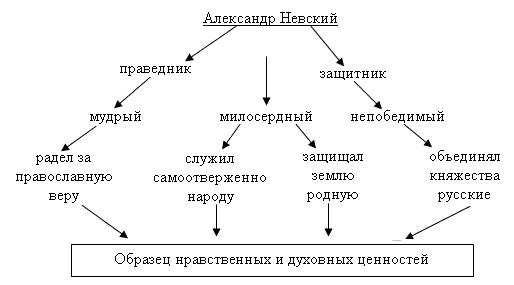 Александр Невский
праведник
защитник
мудрый
милосердный
непобедимый
радел за
православную
веру
служил
самоотверженно
народу
защищал
землю
родную
объединял
княжества
русские
Образец нравственных и духовных ценностей